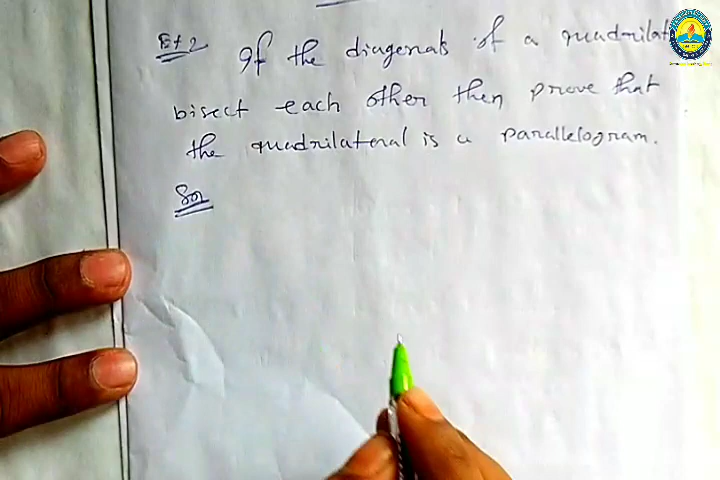 Ex 2 If the diagonals of a quadrilat
bisect each other then prove that
the quadrilateral is a parallelogram.
Sol